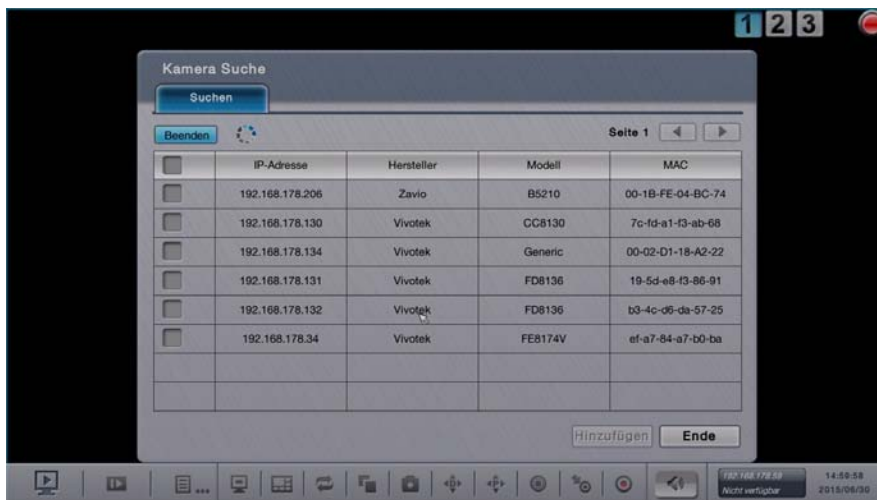 1 2 3
Kamera Suche
Suchen
Beenden
Seite 1
IP-Adresse Hersteller Modell MAC
192.168.178.206 Zavio B5210 00-1B-FE-04-BC-74
192.168.178.130 Vivotek CC8130 7c-fd-a1-f3-ab-68
192.168.178.134 Vivotek Generic 00-02-D1-18-A2-22
192.168.178.131 Vivotek FD8136 19-5d-e8-f3-86-91
192.168.178.132 Vivotek FD8136 b3-4c-d6-da-57-25
192.168.178.34 Vivotek FE8174V ef-a7-84-a7-b0-ba
Hinzufügen Ende
192.168.178.59 14:59:58
Nicht verfügbar 2015/06/30